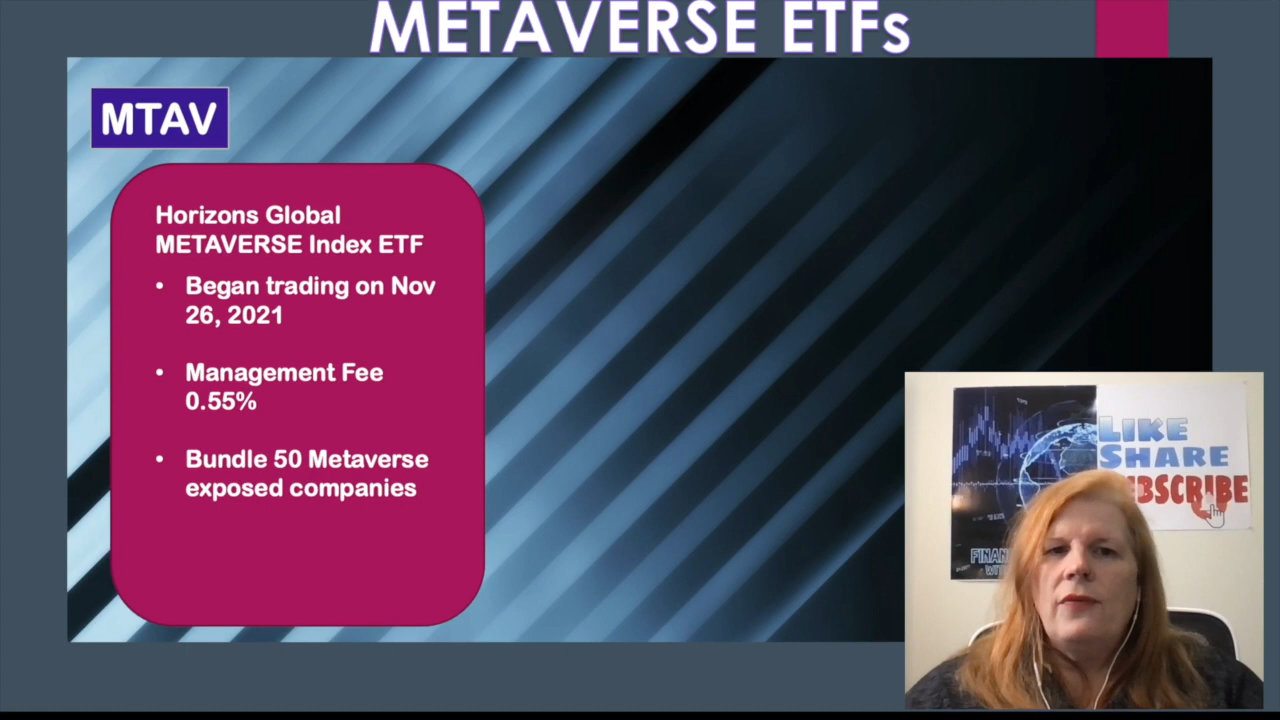 METAVERSE ETFs
MTAV
Horizons Global
METAVERSE Index ETF
• Began trading on Nov
26, 2021
• Management Fee
0.55%
• Bundle 50 Metaverse
exposed companies
LIKE
SHARE